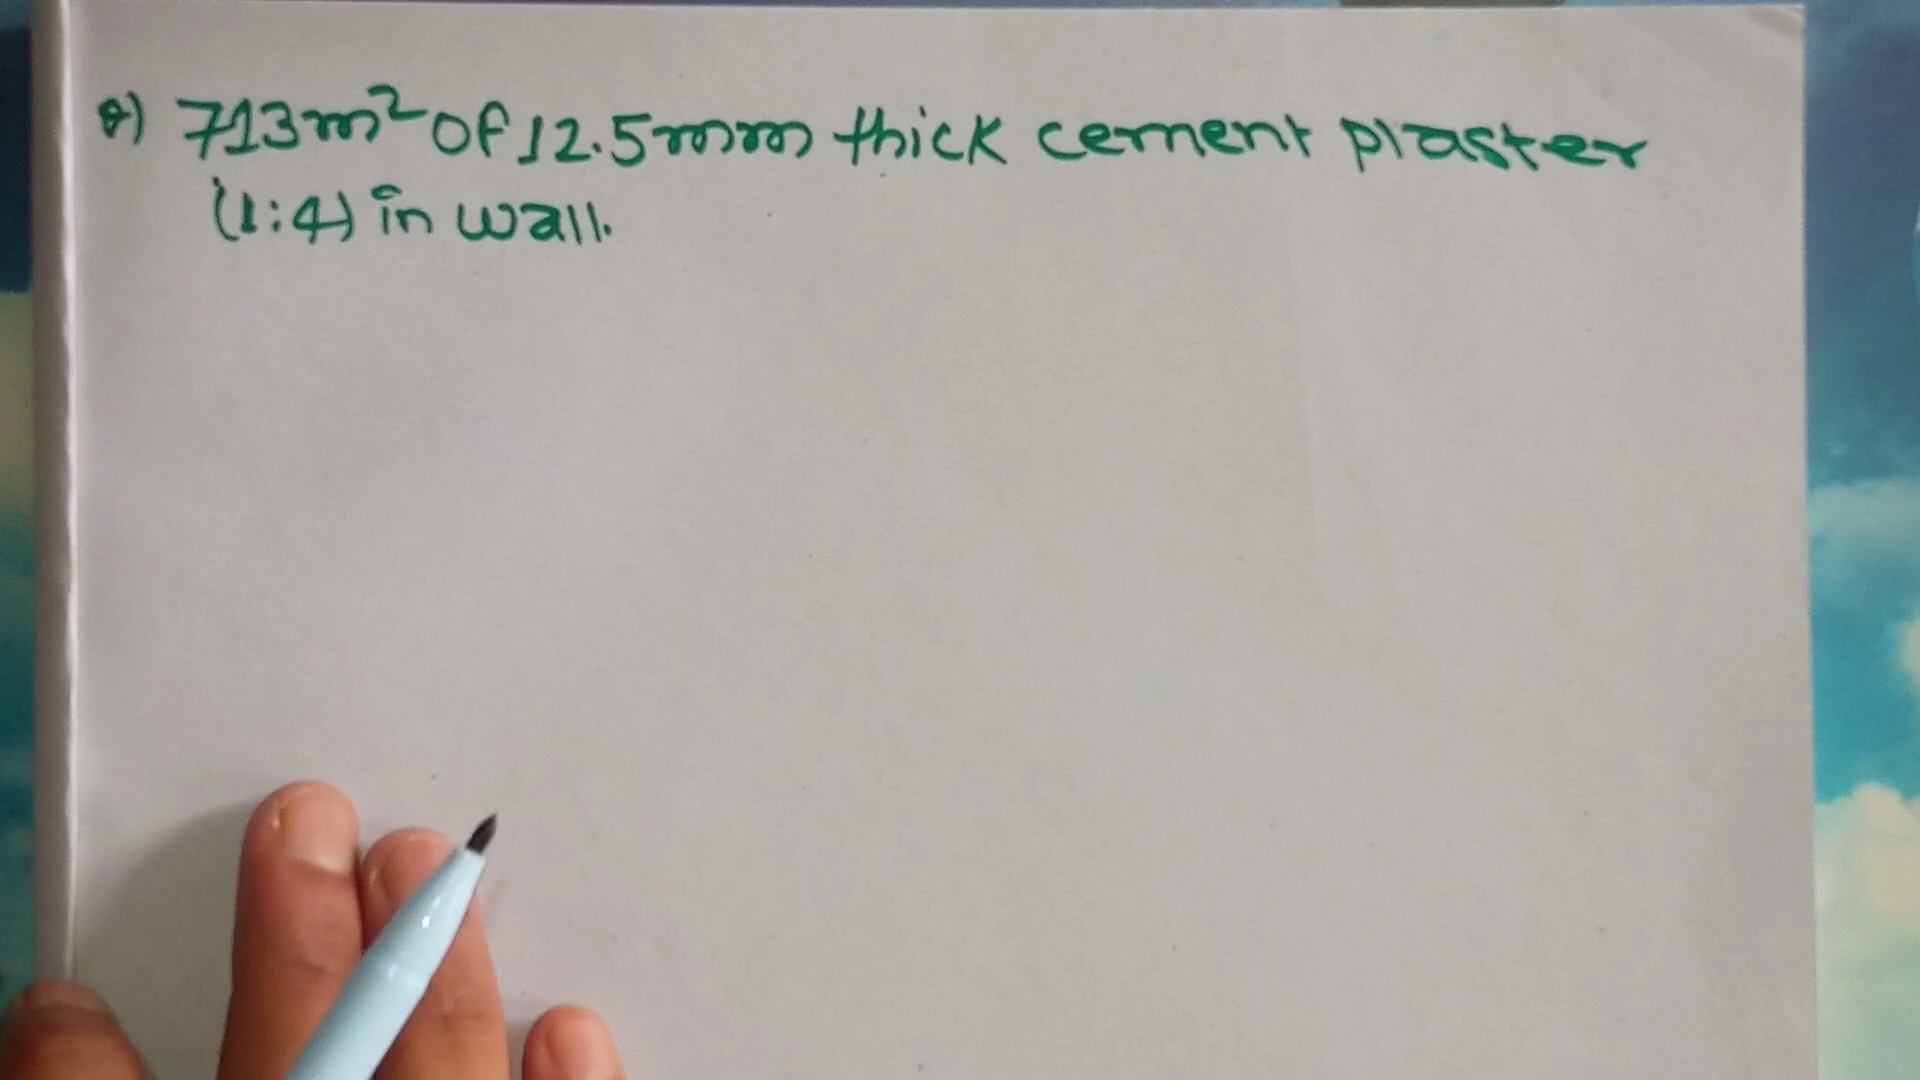 Q) 713m² of 12.5mm thick cement plaster
(1:4) in wall.